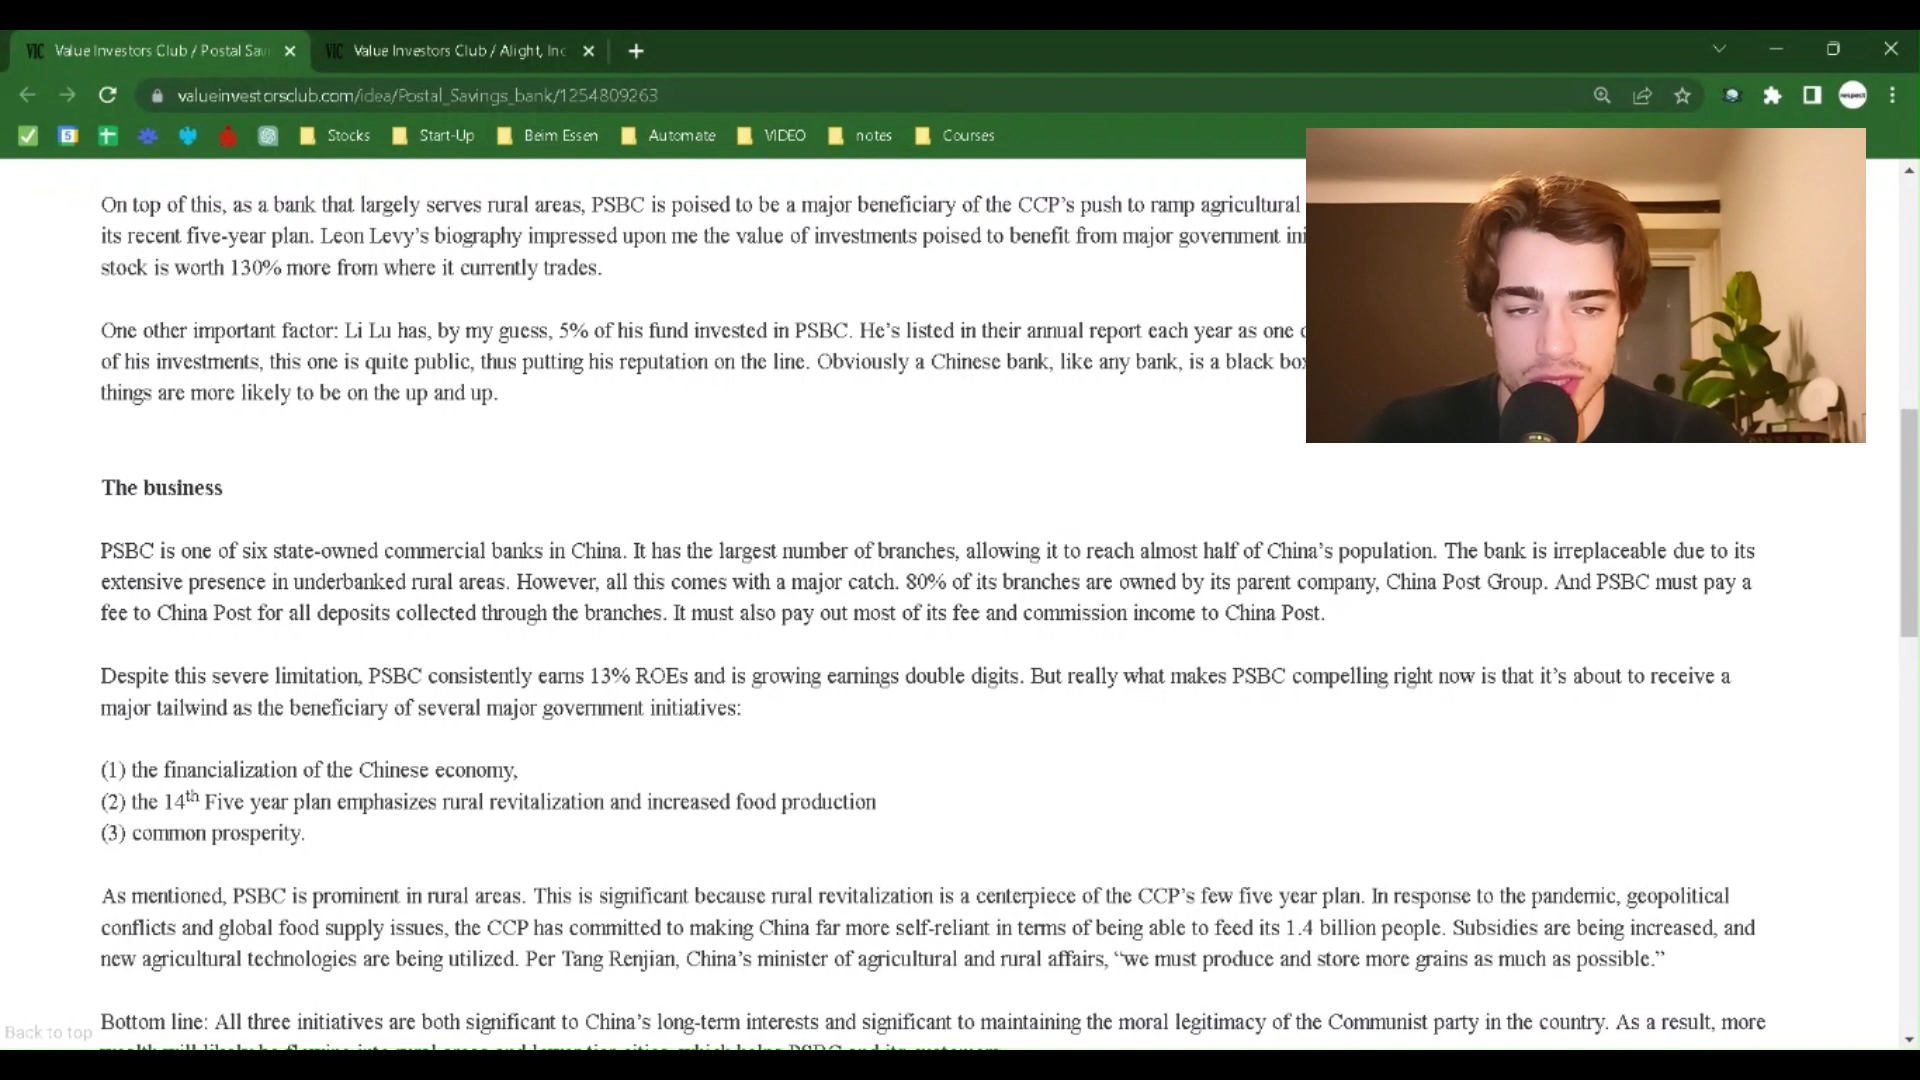 VIC Value Investors Club / Postal Savi
VIC Value Investors Club / Alight, Inc
valueinvestorsclub.com/idea/Postal_Savings_bank/1254809263
respect
5 Stocks Start-Up Beim Essen Automate VIDEO notes Courses
On top of this, as a bank that largely serves rural areas, PSBC is poised to be a major beneficiary of the CCP's push to ramp agricultural
its recent five-year plan. Leon Levy's biography impressed upon me the value of investments poised to benefit from major government ini
stock is worth 130% more from where it currently trades.
One other important factor: Li Lu has, by my guess, 5% of his fund invested in PSBC. He's listed in their annual report each year as one
of his investments, this one is quite public, thus putting his reputation on the line. Obviously a Chinese bank, like any bank, is a black box
things are more likely to be on the up and up.
The business
PSBC is one of six state-owned commercial banks in China. It has the largest number of branches, allowing it to reach almost half of China's population. The bank is irreplaceable due to its
extensive presence in underbanked rural areas. However, all this comes with a major catch. 80% of its branches are owned by its parent company, China Post Group. And PSBC must pay a
fee to China Post for all deposits collected through the branches. It must also pay out most of its fee and commission income to China Post.
Despite this severe limitation, PSBC consistently earns 13% ROEs and is growing earnings double digits. But really what makes PSBC compelling right now is that it's about to receive a
major tailwind as the beneficiary of several major government initiatives:
(1) the financialization of the Chinese economy,
(2) the 14th Five year plan emphasizes rural revitalization and increased food production
(3) common prosperity.
As mentioned, PSBC is prominent in rural areas. This is significant because rural revitalization is a centerpiece of the CCP's few five year plan. In response to the pandemic, geopolitical
conflicts and global food supply issues, the CCP has committed to making China far more self-reliant in terms of being able to feed its 1.4 billion people. Subsidies are being increased, and
new agricultural technologies are being utilized. Per Tang Renjian, China's minister of agricultural and rural affairs, “we must produce and store more grains as much as possible.”
Back to top
Bottom line: All three initiatives are both significant to China's long-term interests and significant to maintaining the moral legitimacy of the Communist party in the country. As a result, more